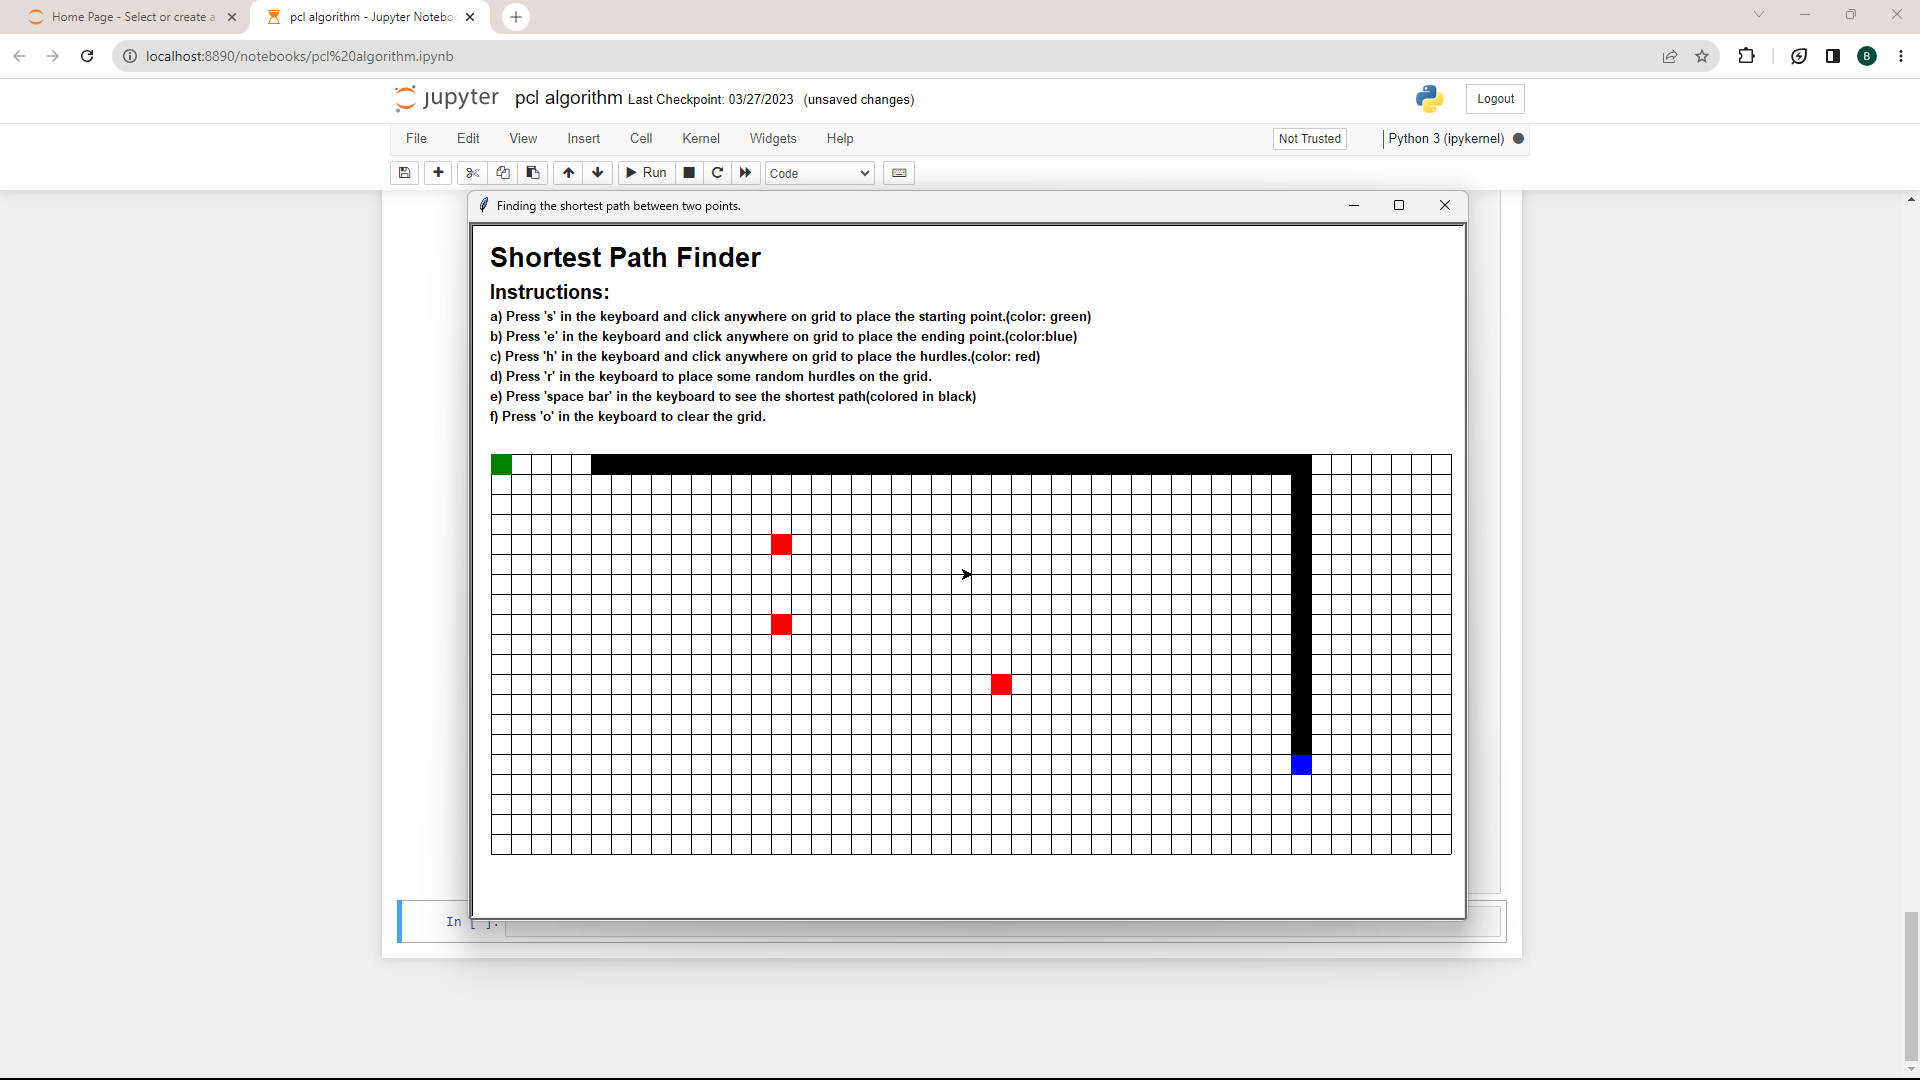 Home Page - Select or create a
pcl algorithm - Jupyter Notebo
localhost:8890/notebooks/pcl%20algorithm.ipynb
B
jupyter
pcl algorithm Last Checkpoint: 03/27/2023 (unsaved changes)
Logout
File Edit View Insert Cell Kernel Widgets Help
Not Trusted
Python 3 (ipykernel)
Run
Code
Finding the shortest path between two points.
Shortest Path Finder
Instructions:
a) Press 's' in the keyboard and click anywhere on grid to place the starting point.(color: green)
b) Press 'e' in the keyboard and click anywhere on grid to place the ending point.(color:blue)
c) Press 'h' in the keyboard and click anywhere on grid to place the hurdles.(color: red)
d) Press 'r' in the keyboard to place some random hurdles on the grid.
e) Press 'space bar' in the keyboard to see the shortest path(colored in black)
f) Press 'o' in the keyboard to clear the grid.
In [ ]: